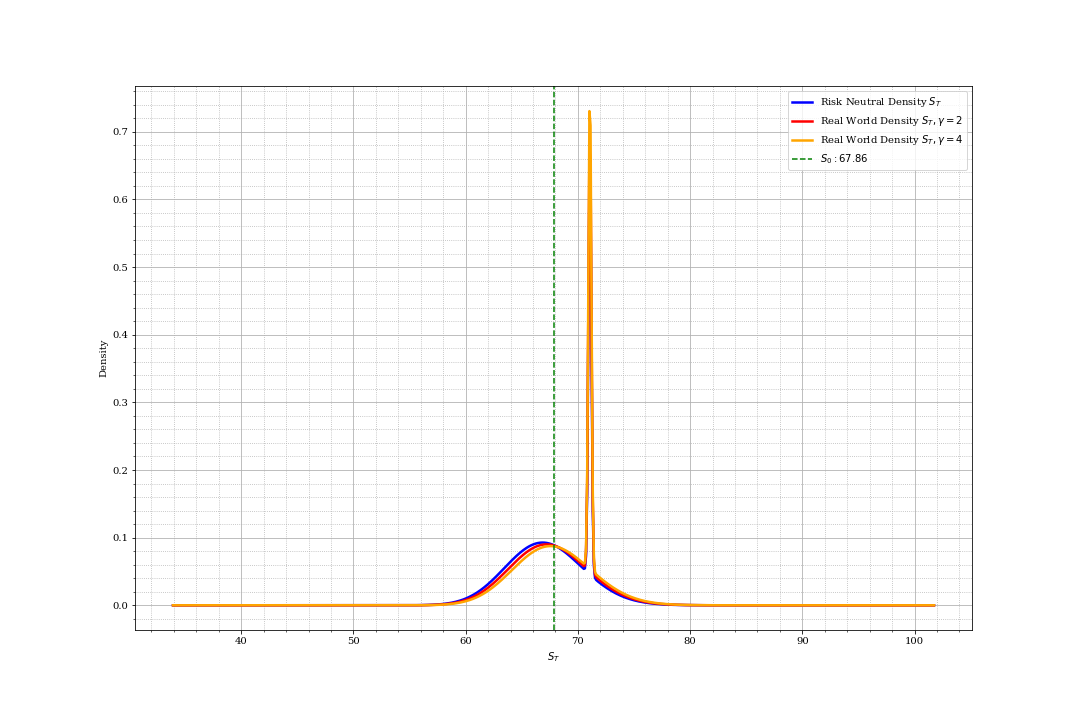 Risk Neutral Density S_T
Real World Density S_T, γ = 2
Real World Density S_T, γ = 4
S_0 : 67.86
0.7
0.6
0.5
0.4
0.3
0.2
0.1
0.0
Density
40 50 60 70 80 90 100
S_T